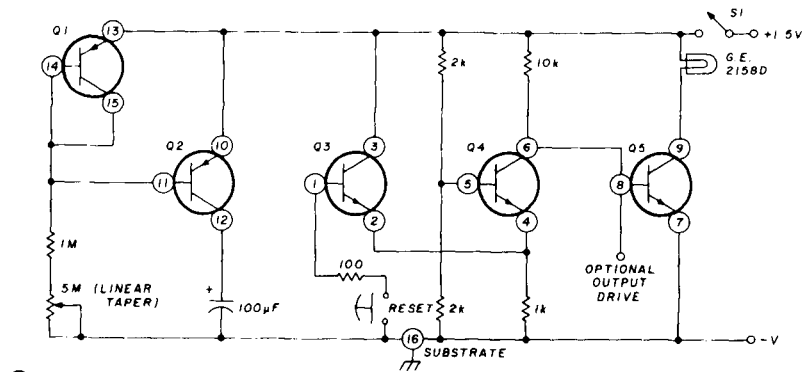 S1
+1 5V
Q1
13
14
15
2k
10k
G.E.
2158D
Q2
10
11
12
Q3
3
1
2
Q4
6
5
4
Q5
9
8
7
1M
5M (LINEAR
TAPER)
+
100µF
100
RESET
2k
1k
OPTIONAL
OUTPUT
DRIVE
16
SUBSTRATE
-V